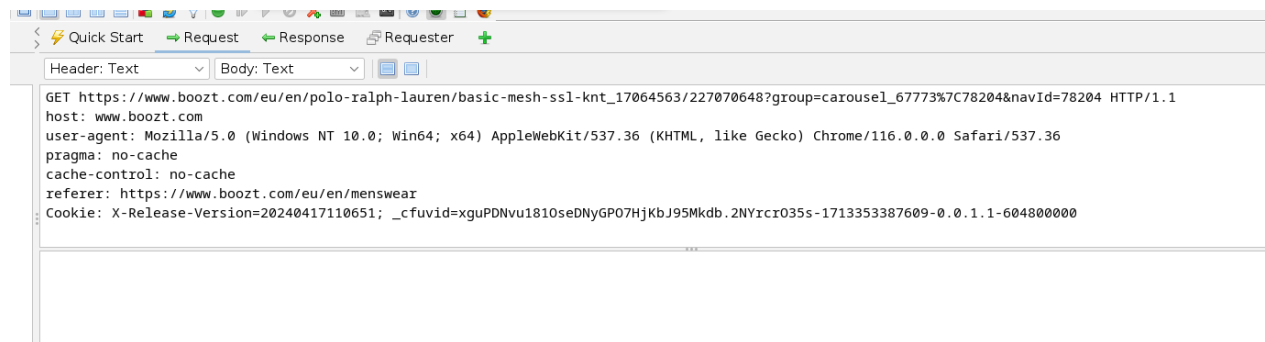 Quick Start Request Response Requester
Header: Text Body: Text
GET https://www.boozt.com/eu/en/polo-ralph-lauren/basic-mesh-ssl-knt_17064563/227070648?group=carousel_67773%7C78204&navId=78204 HTTP/1.1
host: www.boozt.com
user-agent: Mozilla/5.0 (Windows NT 10.0; Win64; x64) AppleWebKit/537.36 (KHTML, like Gecko) Chrome/116.0.0.0 Safari/537.36
pragma: no-cache
cache-control: no-cache
referer: https://www.boozt.com/eu/en/menswear
Cookie: X-Release-Version=20240417110651; _cfuvid=xguPDNvu181OseDNyGPO7HjKbJ95Mkdb.2NYrcrO35s-1713353387609-0.0.1.1-604800000